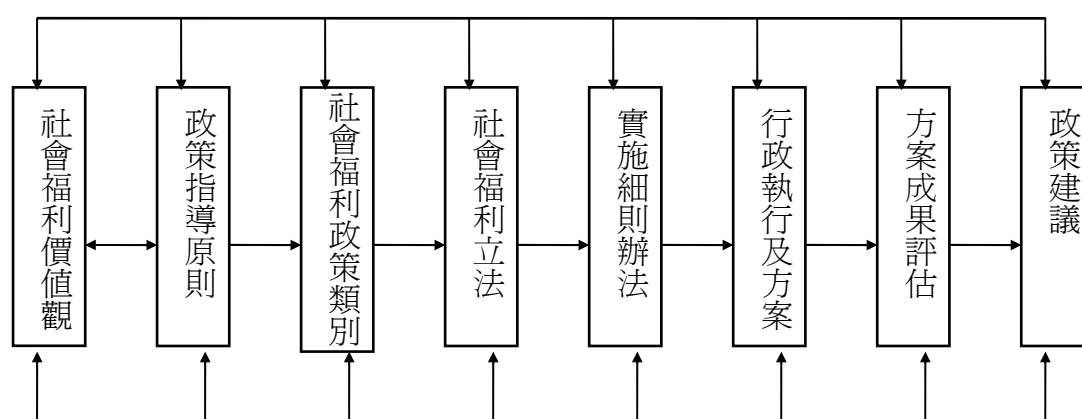 社會福利價值觀
政策指導原則
社會福利政策類別
社會福利立法
實施細則辦法
行政執行及方案
方案成果評估
政策建議